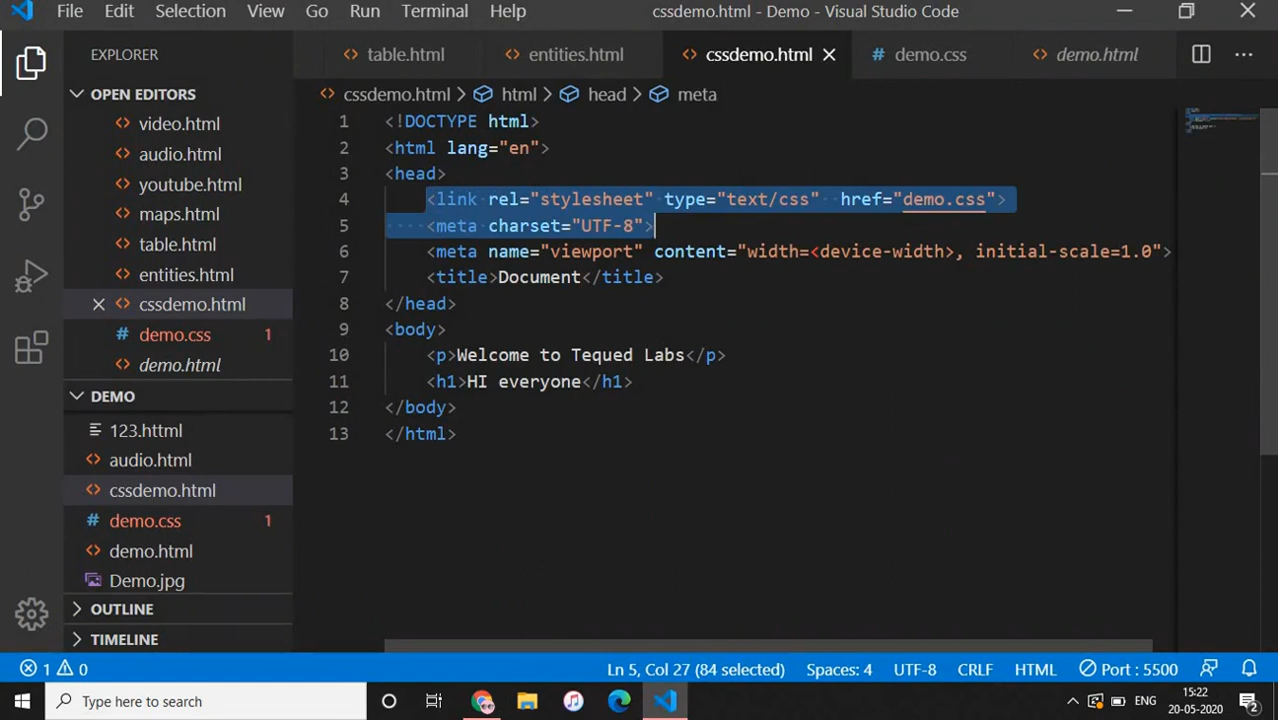 File Edit Selection View Go Run Terminal Help cssdemo.html - Demo - Visual Studio Code
EXPLORER
table.html entities.html cssdemo.html demo.css demo.html
OPEN EDITORS
video.html
audio.html
youtube.html
maps.html
table.html
entities.html
cssdemo.html
demo.css 1
demo.html
DEMO
123.httml
audio.html
cssdemo.html
demo.css 1
demo.html
Demo.jpg
OUTLINE
TIMELINE
cssdemo.html > html > head > meta
1 <!DOCTYPE html>
2 <html lang="en">
3 <head>
4 <link rel="stylesheet" type="text/css" href="demo.css">
5 <meta charset="UTF-8">
6 <meta name="viewport" content="width=<device-width>, initial-scale=1.0">
7 <title>Document</title>
8 </head>
9 <body>
10 <p>Welcome to Tequed Labs</p>
11 <h1>HI everyone</h1>
12 </body>
13 </html>
1 0 Ln 5, Col 27 (84 selected) Spaces: 4 UTF-8 CRLF HTML Port : 5500
Type here to search ENG 15:22
20-05-2020 2